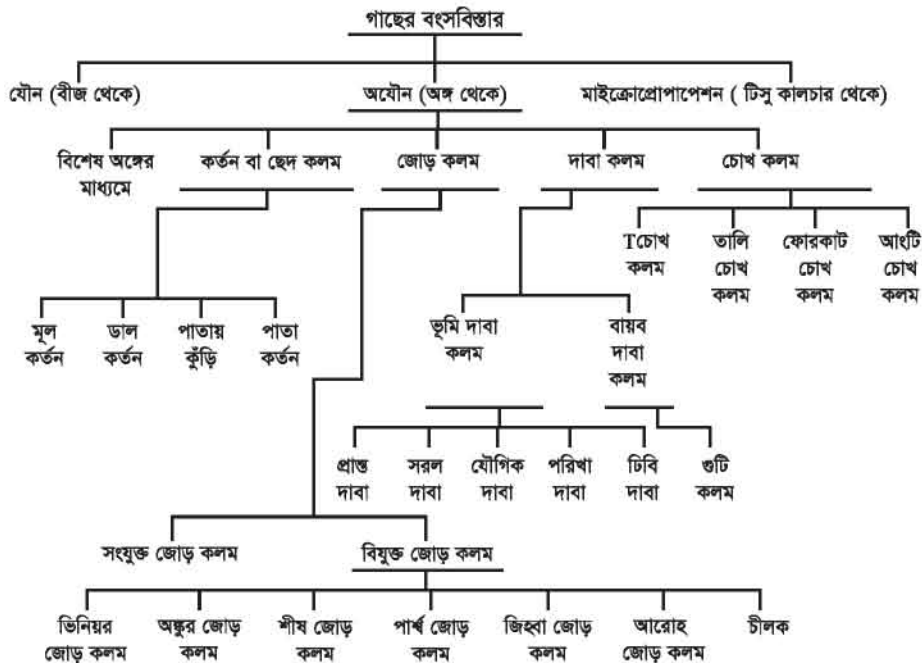 গাছের বংসবিস্তার
যৌন (বীজ থেকে) অযৌন (অঙ্গ থেকে) মাইক্রোপ্রোপাপেশন ( টিসু কালচার থেকে)
বিশেষ অঙ্গের কর্তন বা ছেদ কলম জোড় কলম দাবা কলম চোখ কলম
মাধ্যমে
Tচোখ তালি ফোরকাট আংটি
কলম চোখ চোখ চোখ
কলম কলম কলম
মূল ডাল পাতায় পাতা ভূমি দাবা বায়ব
কর্তন কর্তন কুঁড়ি কর্তন কলম দাবা
কলম
প্রান্ত সরল যৌগিক পরিখা ঢিবি গুটি
দাবা দাবা দাবা দাবা দাবা কলম
সংযুক্ত জোড় কলম বিযুক্ত জোড় কলম
ভিনিয়র অঙ্কুর জোড় শীষ জোড় পার্শ্ব জোড় জিহ্বা জোড় আরোহ চীলক
জোড় কলম কলম কলম কলম কলম জোড় কলম